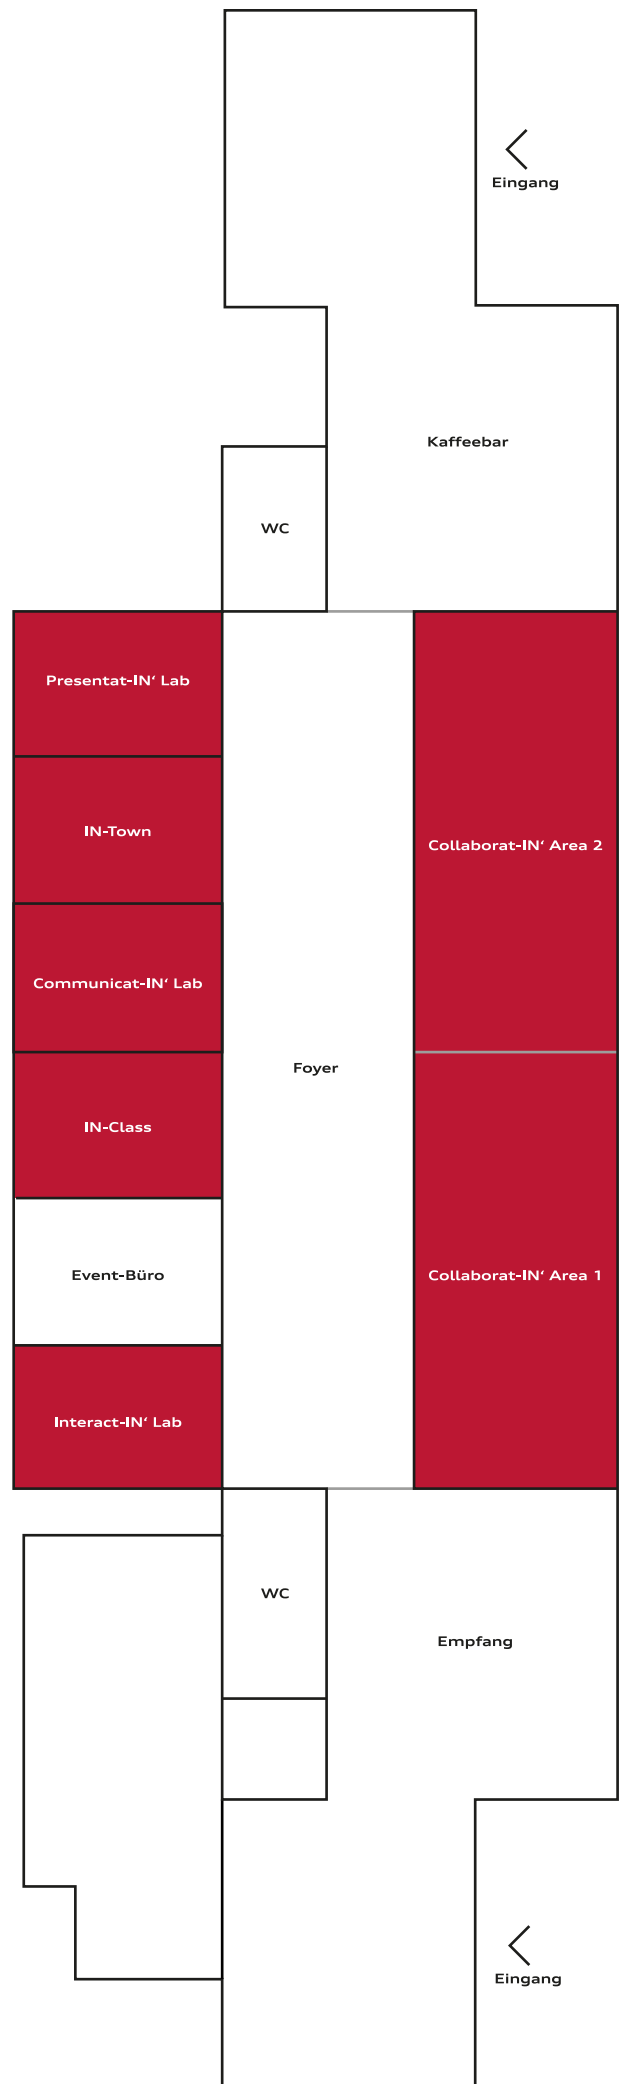 Eingang
Kaffeebar
WC
Presentat-IN‘ Lab
IN-Town
Collaborat-IN‘ Area 2
Communicat-IN‘ Lab
Foyer
IN-Class
Event-Büro
Collaborat-IN‘ Area 1
Interact-IN‘ Lab
WC
Empfang
Eingang